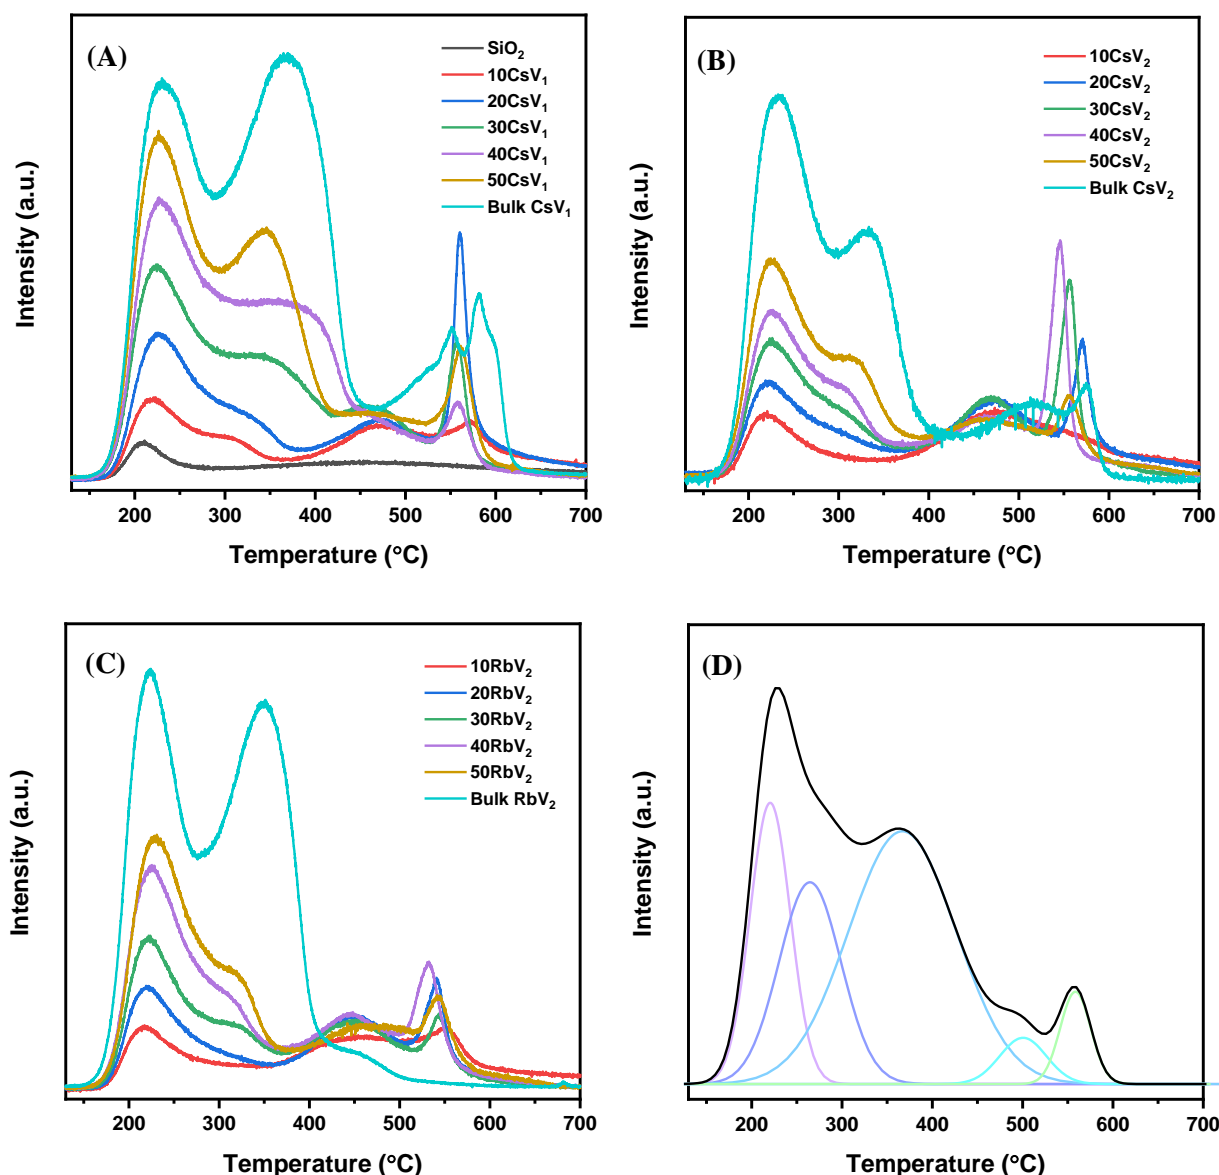 (A)
SiO₂
10CsV₁
20CsV₁
30CsV₁
40CsV₁
50CsV₁
Bulk CsV₁
Intensity (a.u.)
200 300 400 500 600 700
Temperature (°C)
(B)
10CsV₂
20CsV₂
30CsV₂
40CsV₂
50CsV₂
Bulk CsV₂
Intensity (a.u.)
200 300 400 500 600 700
Temperature (°C)
(C)
10RbV₂
20RbV₂
30RbV₂
40RbV₂
50RbV₂
Bulk RbV₂
Intensity (a.u.)
200 300 400 500 600 700
Temperature (°C)
(D)
Intensity (a.u.)
200 300 400 500 600 700
Temperature (°C)